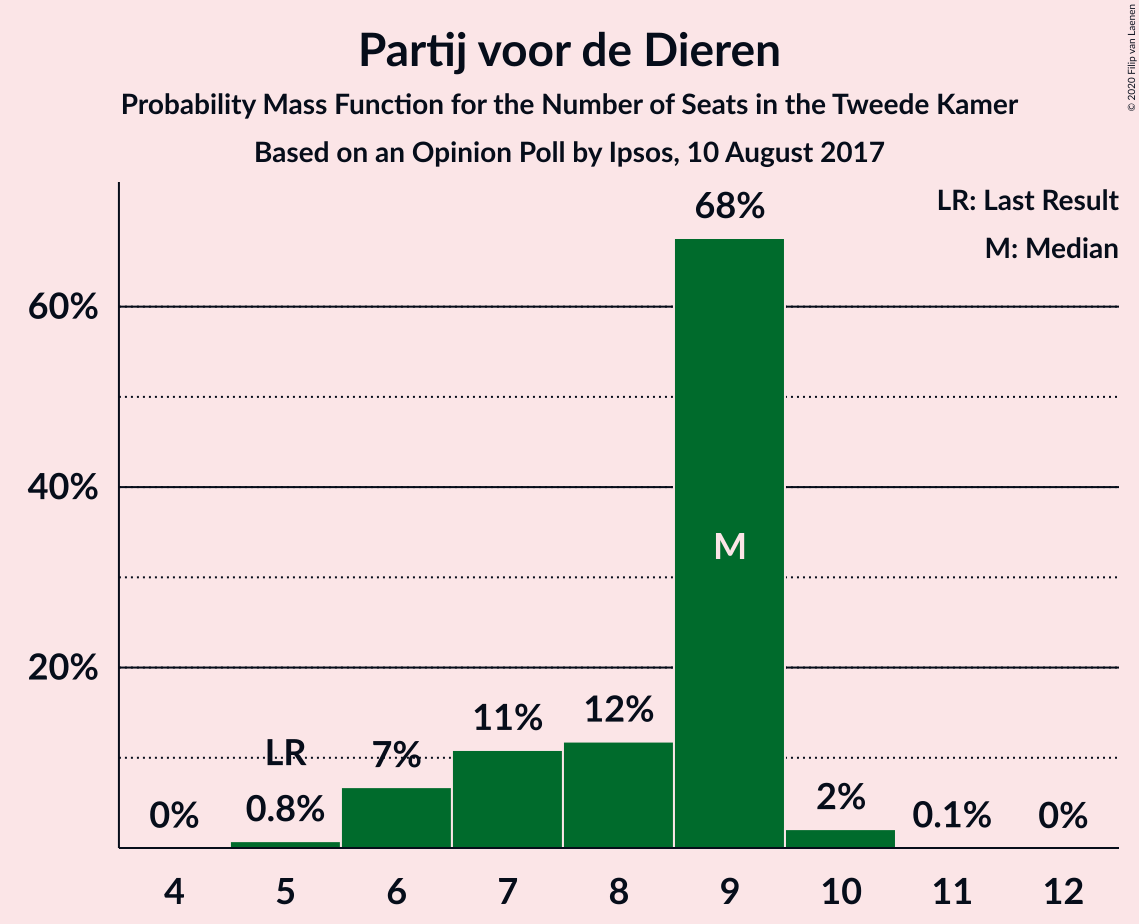 Partij voor de Dieren
Probability Mass Function for the Number of Seats in the Tweede Kamer
Based on an Opinion Poll by Ipsos, 10 August 2017
© 2020 Filip van Laenen
LR: Last Result
M: Median
60%
40%
20%
0%
LR
0.8%
7%
11%
12%
68%
M
2%
0.1%
0%
4 5 6 7 8 9 10 11 12